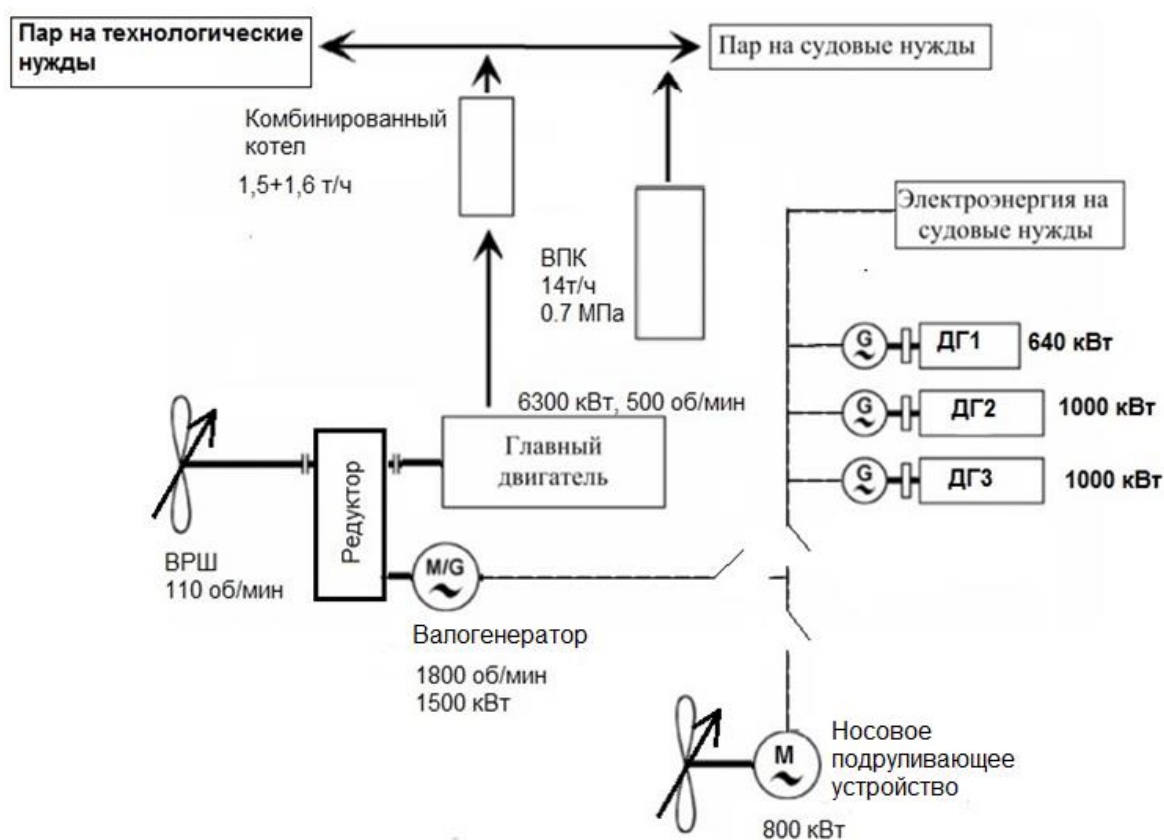 Пар на технологические
нужды
Пар на судовые нужды
Комбинированный
котел
1,5+1,6 т/ч
ВПК
14т/ч
0.7 МПа
Электроэнергия на
судовые нужды
G
ДГ1
640 кВт
G
ДГ2
1000 кВт
G
ДГ3
1000 кВт
6300 кВт, 500 об/мин
Главный
двигатель
Редуктор
ВРШ
110 об/мин
M/G
Валогенератор
1800 об/мин
1500 кВт
M
Носовое
подруливающее
устройство
800 кВт